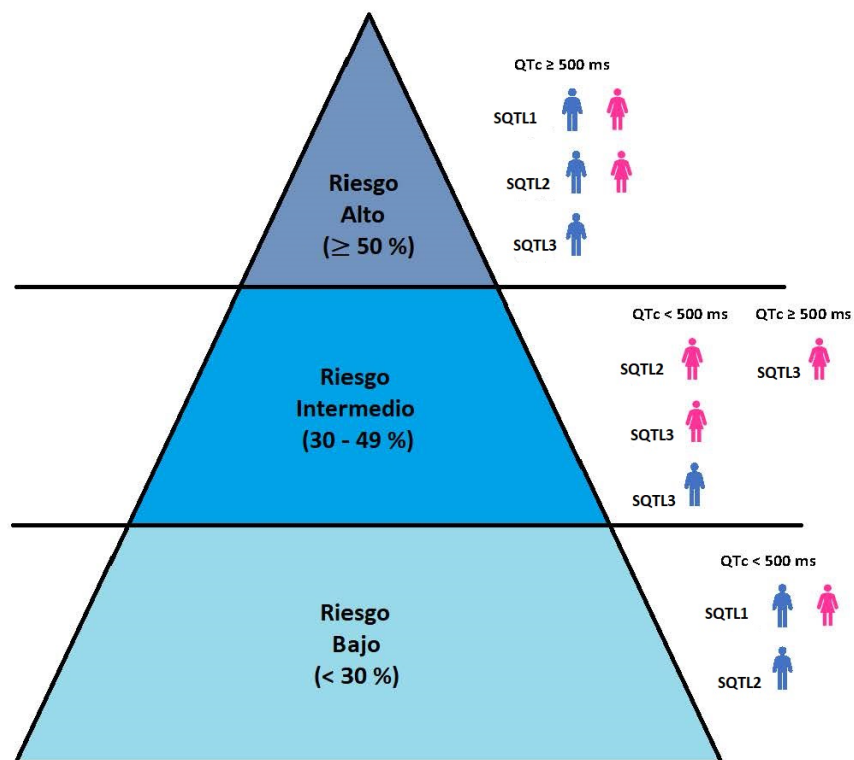 QTc ≥ 500 ms
SQTL1
SQTL2
SQTL3
Riesgo
Alto
(≥ 50 %)
QTc < 500 ms
QTc ≥ 500 ms
SQTL2
SQTL3
SQTL3
SQTL3
Riesgo
Intermedio
(30 - 49 %)
QTc < 500 ms
SQTL1
SQTL2
Riesgo
Bajo
(< 30 %)